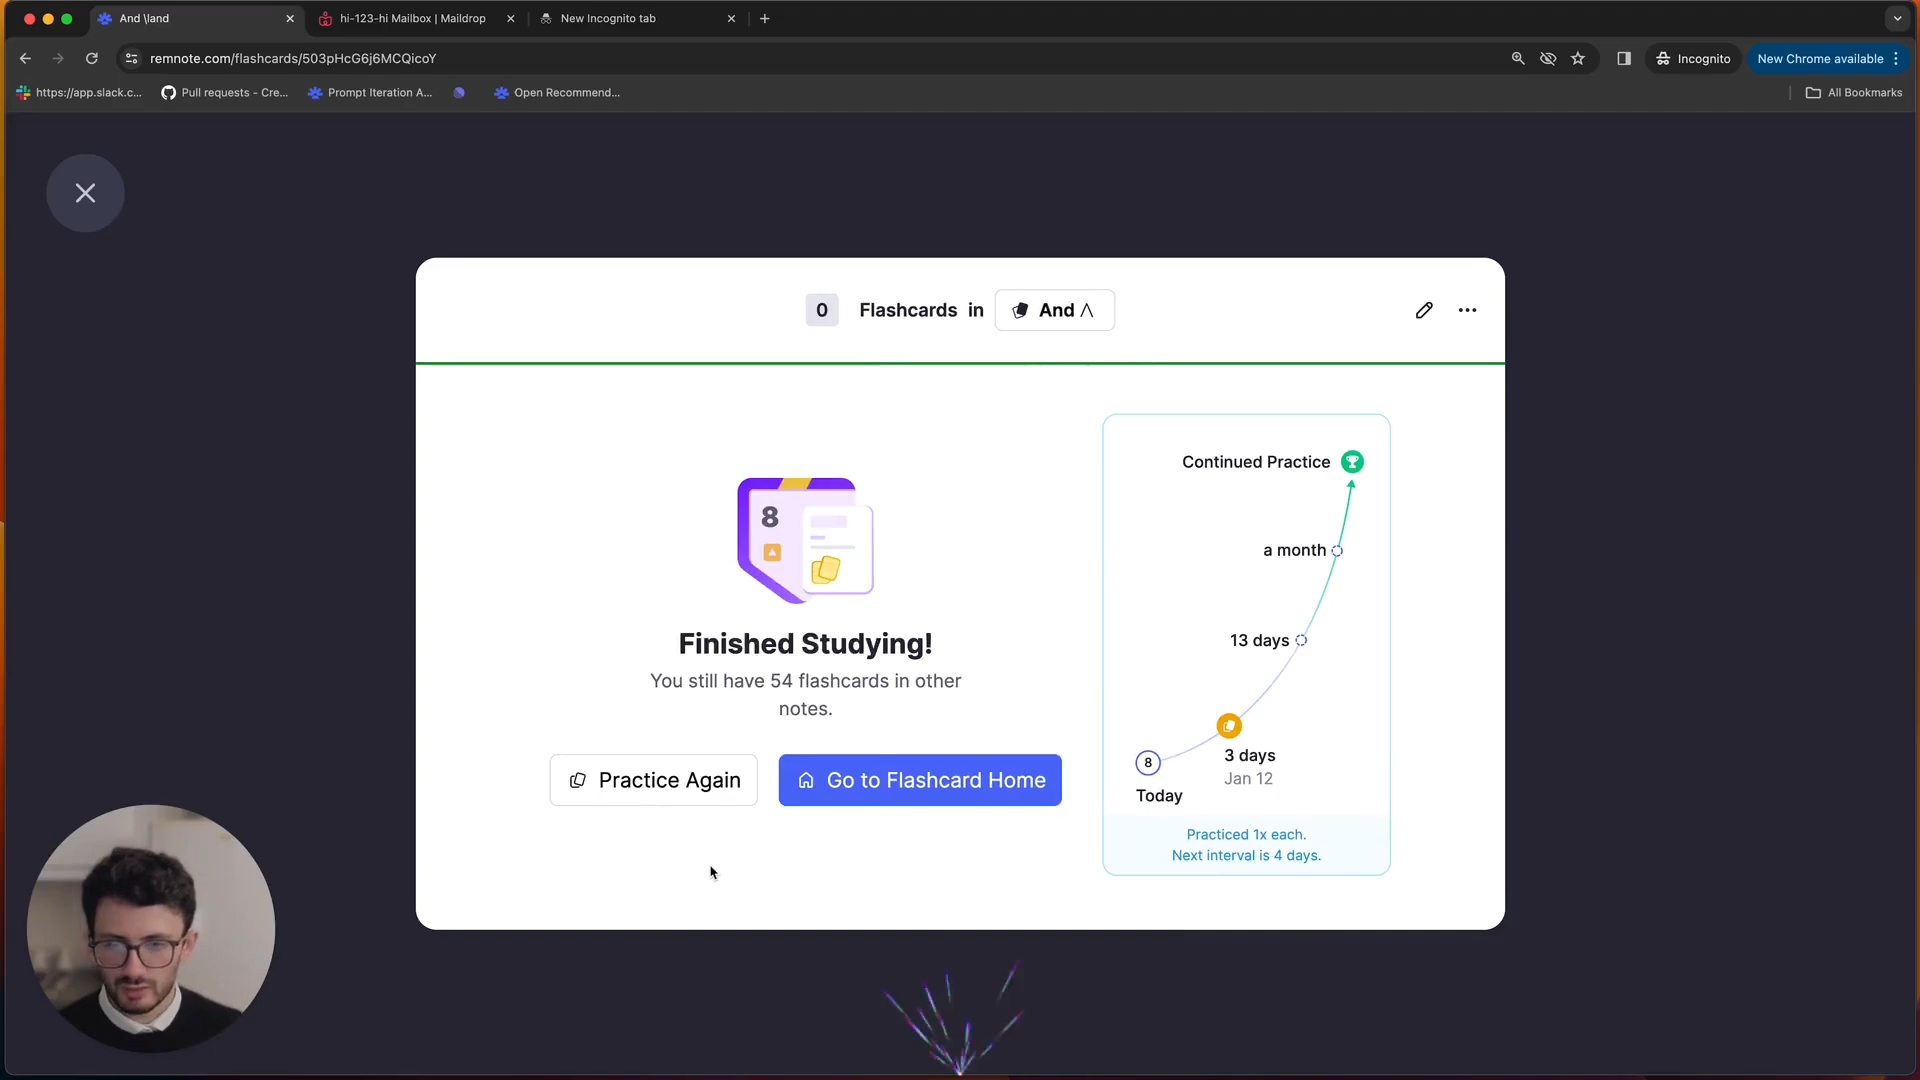 And \land
hi-123-hi Mailbox | Maildrop
New Incognito tab
remnote.com/flashcards/503pHcG6j6MCQicoY
Incognito
New Chrome available
https://app.slack.c...
Pull requests - Cre...
Prompt Iteration A...
Open Recommend...
All Bookmarks
0 Flashcards in And ∧
8
Finished Studying!
You still have 54 flashcards in other
notes.
Practice Again
Go to Flashcard Home
Continued Practice
a month
13 days
3 days
Jan 12
8
Today
Practiced 1x each.
Next interval is 4 days.